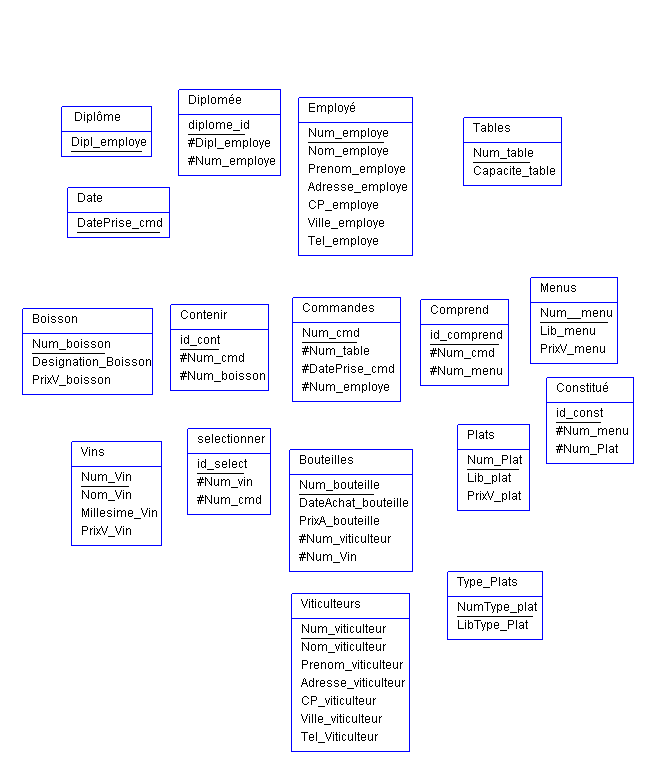 Diplôme
Dipl_employe
Diplomée
diplome_id
#Dipl_employe
#Num_employe
Employé
Num_employe
Nom_employe
Prenom_employe
Adresse_employe
CP_employe
Ville_employe
Tel_employe
Tables
Num_table
Capacite_table
Date
DatePrise_cmd
Boisson
Num_boisson
Designation_Boisson
PrixV_boisson
Contenir
id_cont
#Num_cmd
#Num_boisson
Commandes
Num_cmd
#Num_table
#DatePrise_cmd
#Num_employe
Comprend
id_comprend
#Num_cmd
#Num_menu
Menus
Num__menu
Lib_menu
PrixV_menu
Constitué
id_const
#Num_menu
#Num_Plat
Vins
Num_Vin
Nom_Vin
Millesime_Vin
PrixV_Vin
selectionner
id_select
#Num_vin
#Num_cmd
Bouteilles
Num_bouteille
DateAchat_bouteille
PrixA_bouteille
#Num_viticulteur
#Num_Vin
Plats
Num_Plat
Lib_plat
PrixV_plat
Type_Plats
NumType_plat
LibType_Plat
Viticulteurs
Num_viticulteur
Nom_viticulteur
Prenom_viticulteur
Adresse_viticulteur
CP_viticulteur
Ville_viticulteur
Tel_Viticulteur